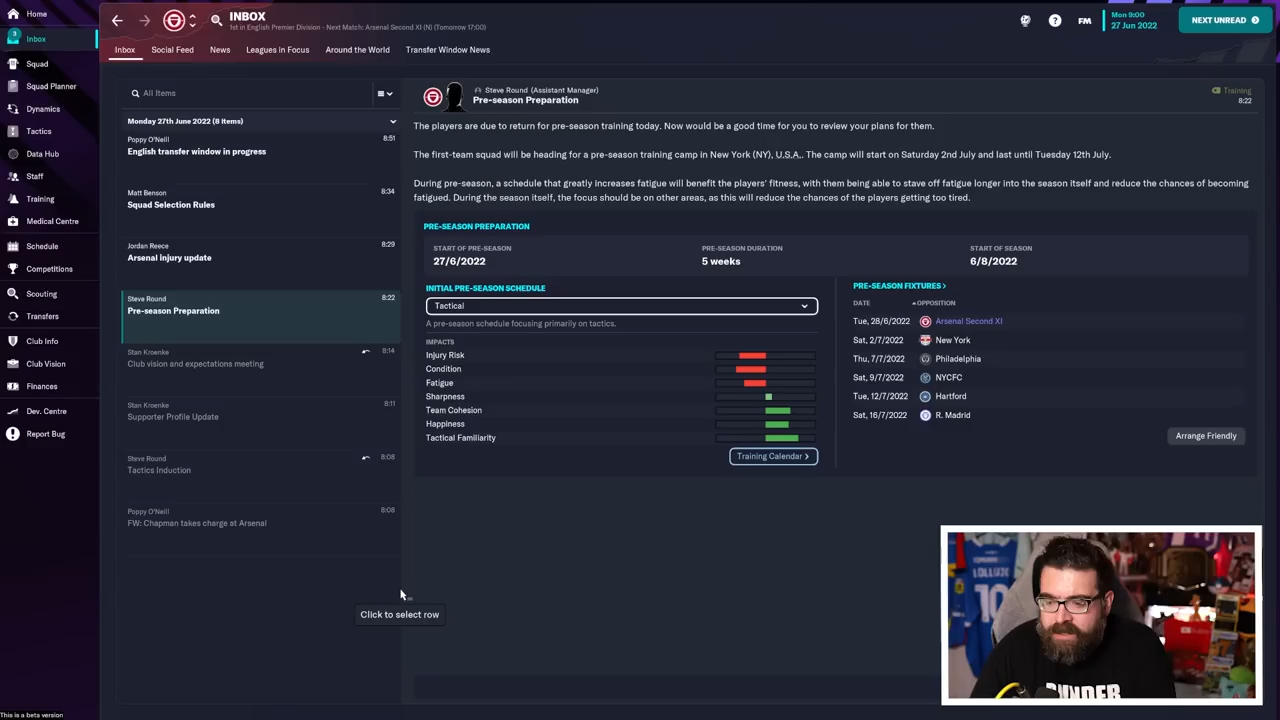 Home
INBOX
1st in English Premier Division - Next Match: Arsenal Second XI (N) (Tomorrow 17:00)
FM
Mon 9:00
27 Jun 2022
NEXT UNREAD
3
Inbox
Squad
Squad Planner
Dynamics
Tactics
Data Hub
Staff
Training
Medical Centre
Schedule
Competitions
Scouting
Transfers
Club Info
Club Vision
Finances
Dev. Centre
Report Bug
This is a beta version
Inbox
Social Feed
News
Leagues in Focus
Around the World
Transfer Window News
All Items
Monday 27th June 2022 (8 Items)
Poppy O'Neill
8:51
English transfer window in progress
Matt Benson
8:34
Squad Selection Rules
Jordan Reece
8:29
Arsenal injury update
Steve Round
8:22
Pre-season Preparation
Stan Kroenke
8:14
Club vision and expectations meeting
Stan Kroenke
8:11
Supporter Profile Update
Steve Round
8:08
Tactics Induction
Poppy O'Neill
8:08
FW: Chapman takes charge at Arsenal
Click to select row
Steve Round (Assistant Manager)
Pre-season Preparation
Training
8:22
The players are due to return for pre-season training today. Now would be a good time for you to review your plans for them.
The first-team squad will be heading for a pre-season training camp in New York (NY), U.S.A.. The camp will start on Saturday 2nd July and last until Tuesday 12th July.
During pre-season, a schedule that greatly increases fatigue will benefit the players' fitness, with them being able to stave off fatigue longer into the season itself and reduce the chances of becoming
fatigued. During the season itself, the focus should be on other areas, as this will reduce the chances of the players getting too tired.
PRE-SEASON PREPARATION
START OF PRE-SEASON
27/6/2022
PRE-SEASON DURATION
5 weeks
START OF SEASON
6/8/2022
INITIAL PRE-SEASON SCHEDULE
Tactical
A pre-season schedule focusing primarily on tactics.
IMPACTS
Injury Risk
Condition
Fatigue
Sharpness
Team Cohesion
Happiness
Tactical Familiarity
Training Calendar >
PRE-SEASON FIXTURES >
DATE
OPPOSITION
Tue, 28/6/2022 Arsenal Second XI
Sat, 2/7/2022 New York
Thu, 7/7/2022 Philadelphia
Sat, 9/7/2022 NYCFC
Tue, 12/7/2022 Hartford
Sat, 16/7/2022 R. Madrid
Arrange Friendly
10